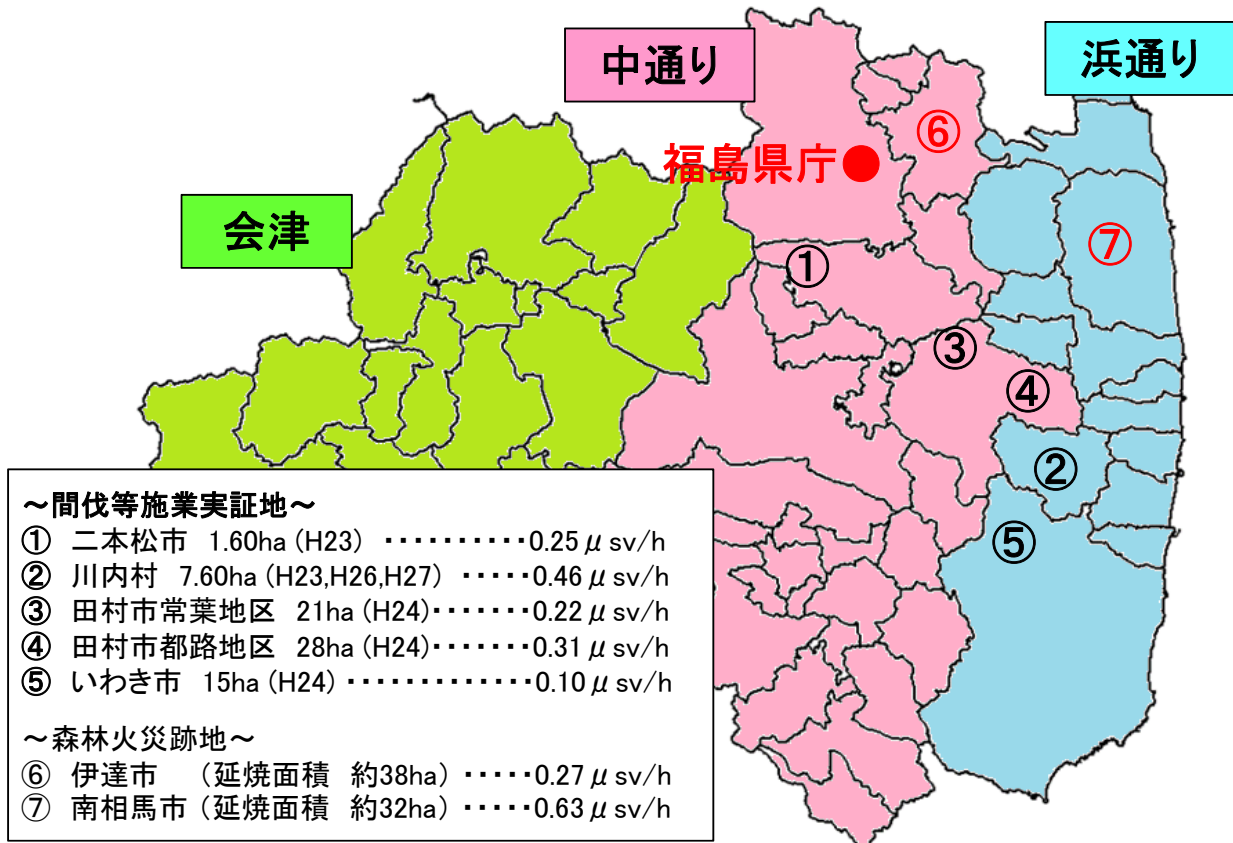 中通り
浜通り
⑥
福島県庁●
会津
⑦
①
③
④
②
⑤
～間伐等施業実証地～
① 二本松市 1.60ha (H23) ・・・・・・・・・・0.25μsv/h
② 川内村 7.60ha (H23,H26,H27) ・・・・・0.46μsv/h
③ 田村市常葉地区 21ha (H24)・・・・・・・0.22μsv/h
④ 田村市都路地区 28ha (H24)・・・・・・・0.31μsv/h
⑤ いわき市 15ha (H24) ・・・・・・・・・・・・・0.10μsv/h
～森林火災跡地～
⑥ 伊達市 （延焼面積 約38ha）・・・・・0.27μsv/h
⑦ 南相馬市（延焼面積 約32ha）・・・・・0.63μsv/h